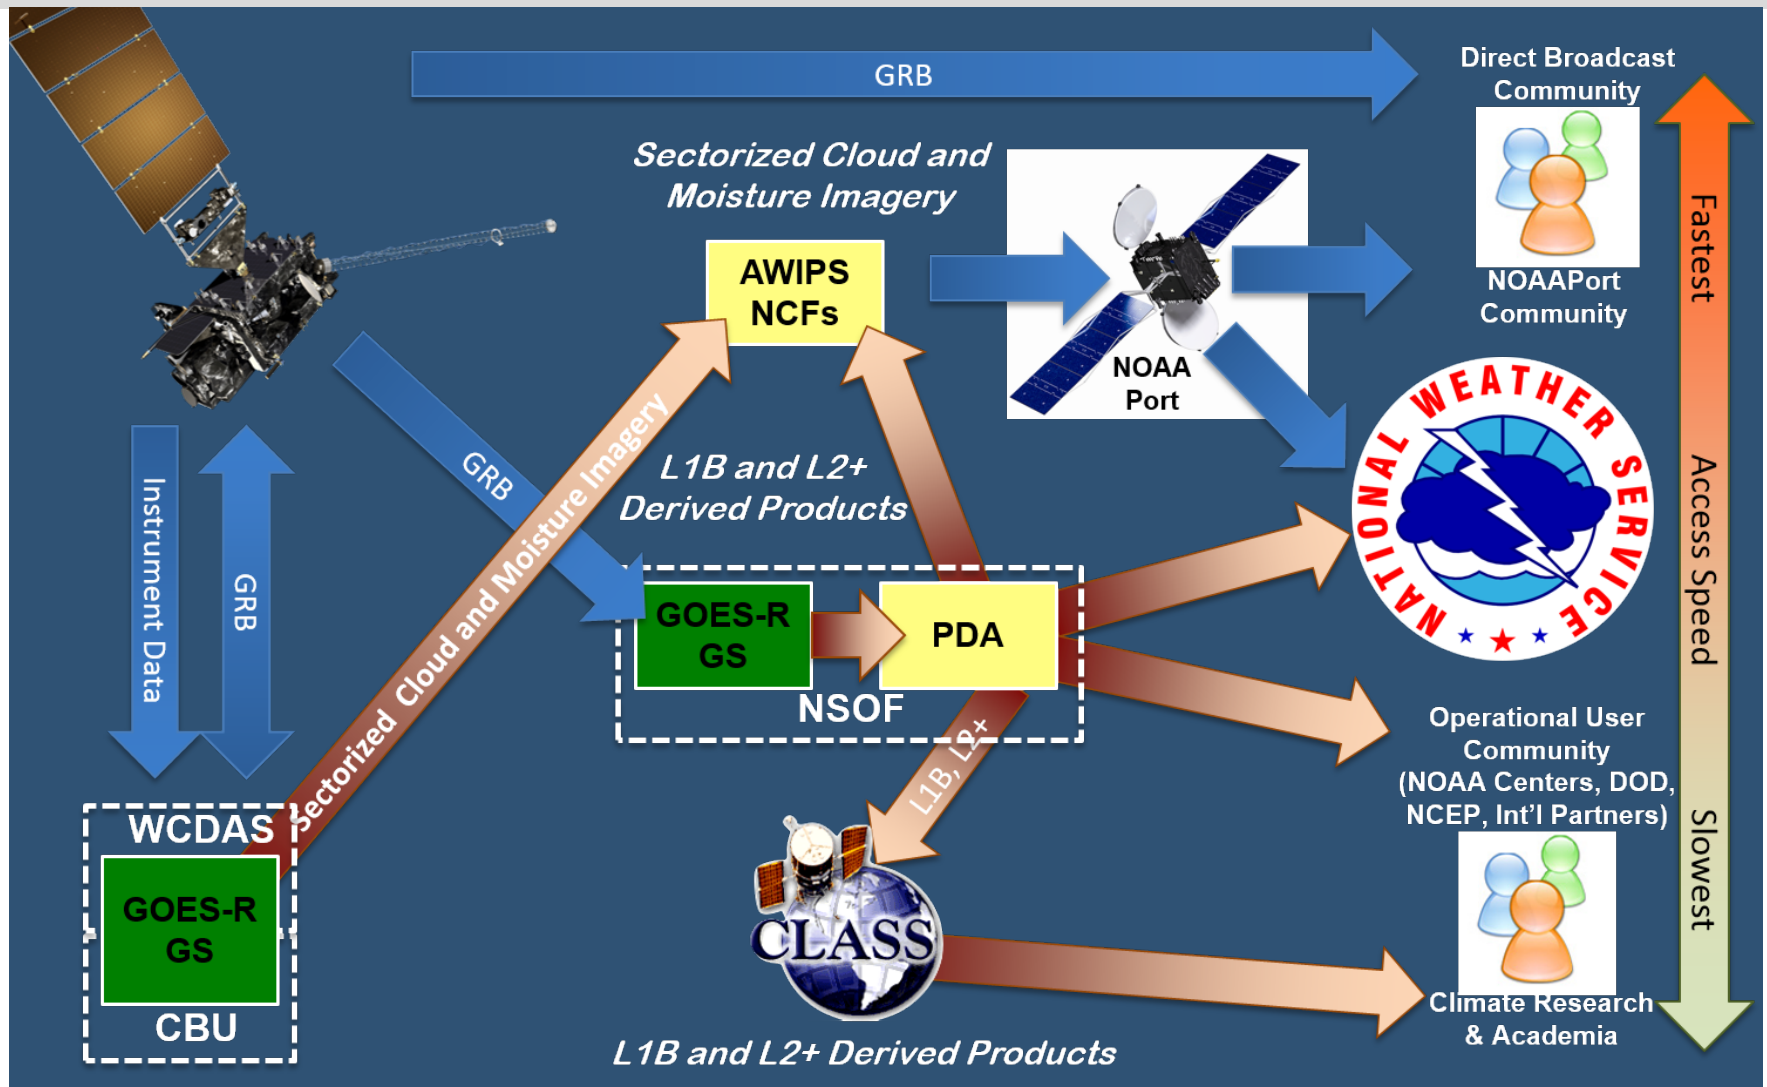 GRB
Direct Broadcast
Community
Sectorized Cloud and
Moisture Imagery
AWIPS
NCFs
NOAA
Port
NOAAPort
Community
Fastest
Access Speed
Slowest
NATIONAL WEATHER SERVICE
Instrument Data
GRB
GRB
Sectorized Cloud and Moisture Imagery
L1B and L2+
Derived Products
GOES-R
GS
PDA
NSOF
L1B, L2+
Operational User
Community
(NOAA Centers, DOD,
NCEP, Int'l Partners)
WCDAS
GOES-R
GS
CBU
CLASS
Climate Research
& Academia
L1B and L2+ Derived Products